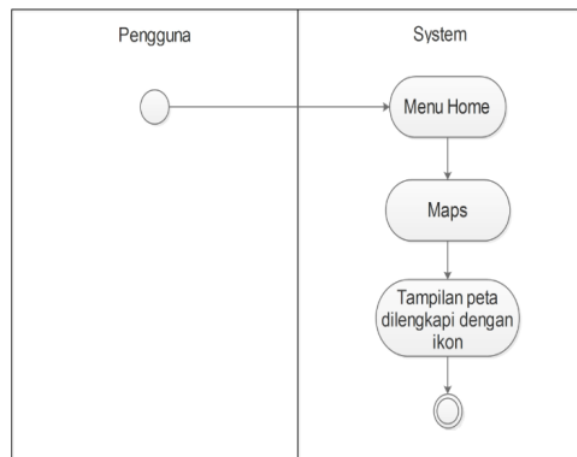 Pengguna
System
Menu Home
Maps
Tampilan peta
dilengkapi dengan
ikon